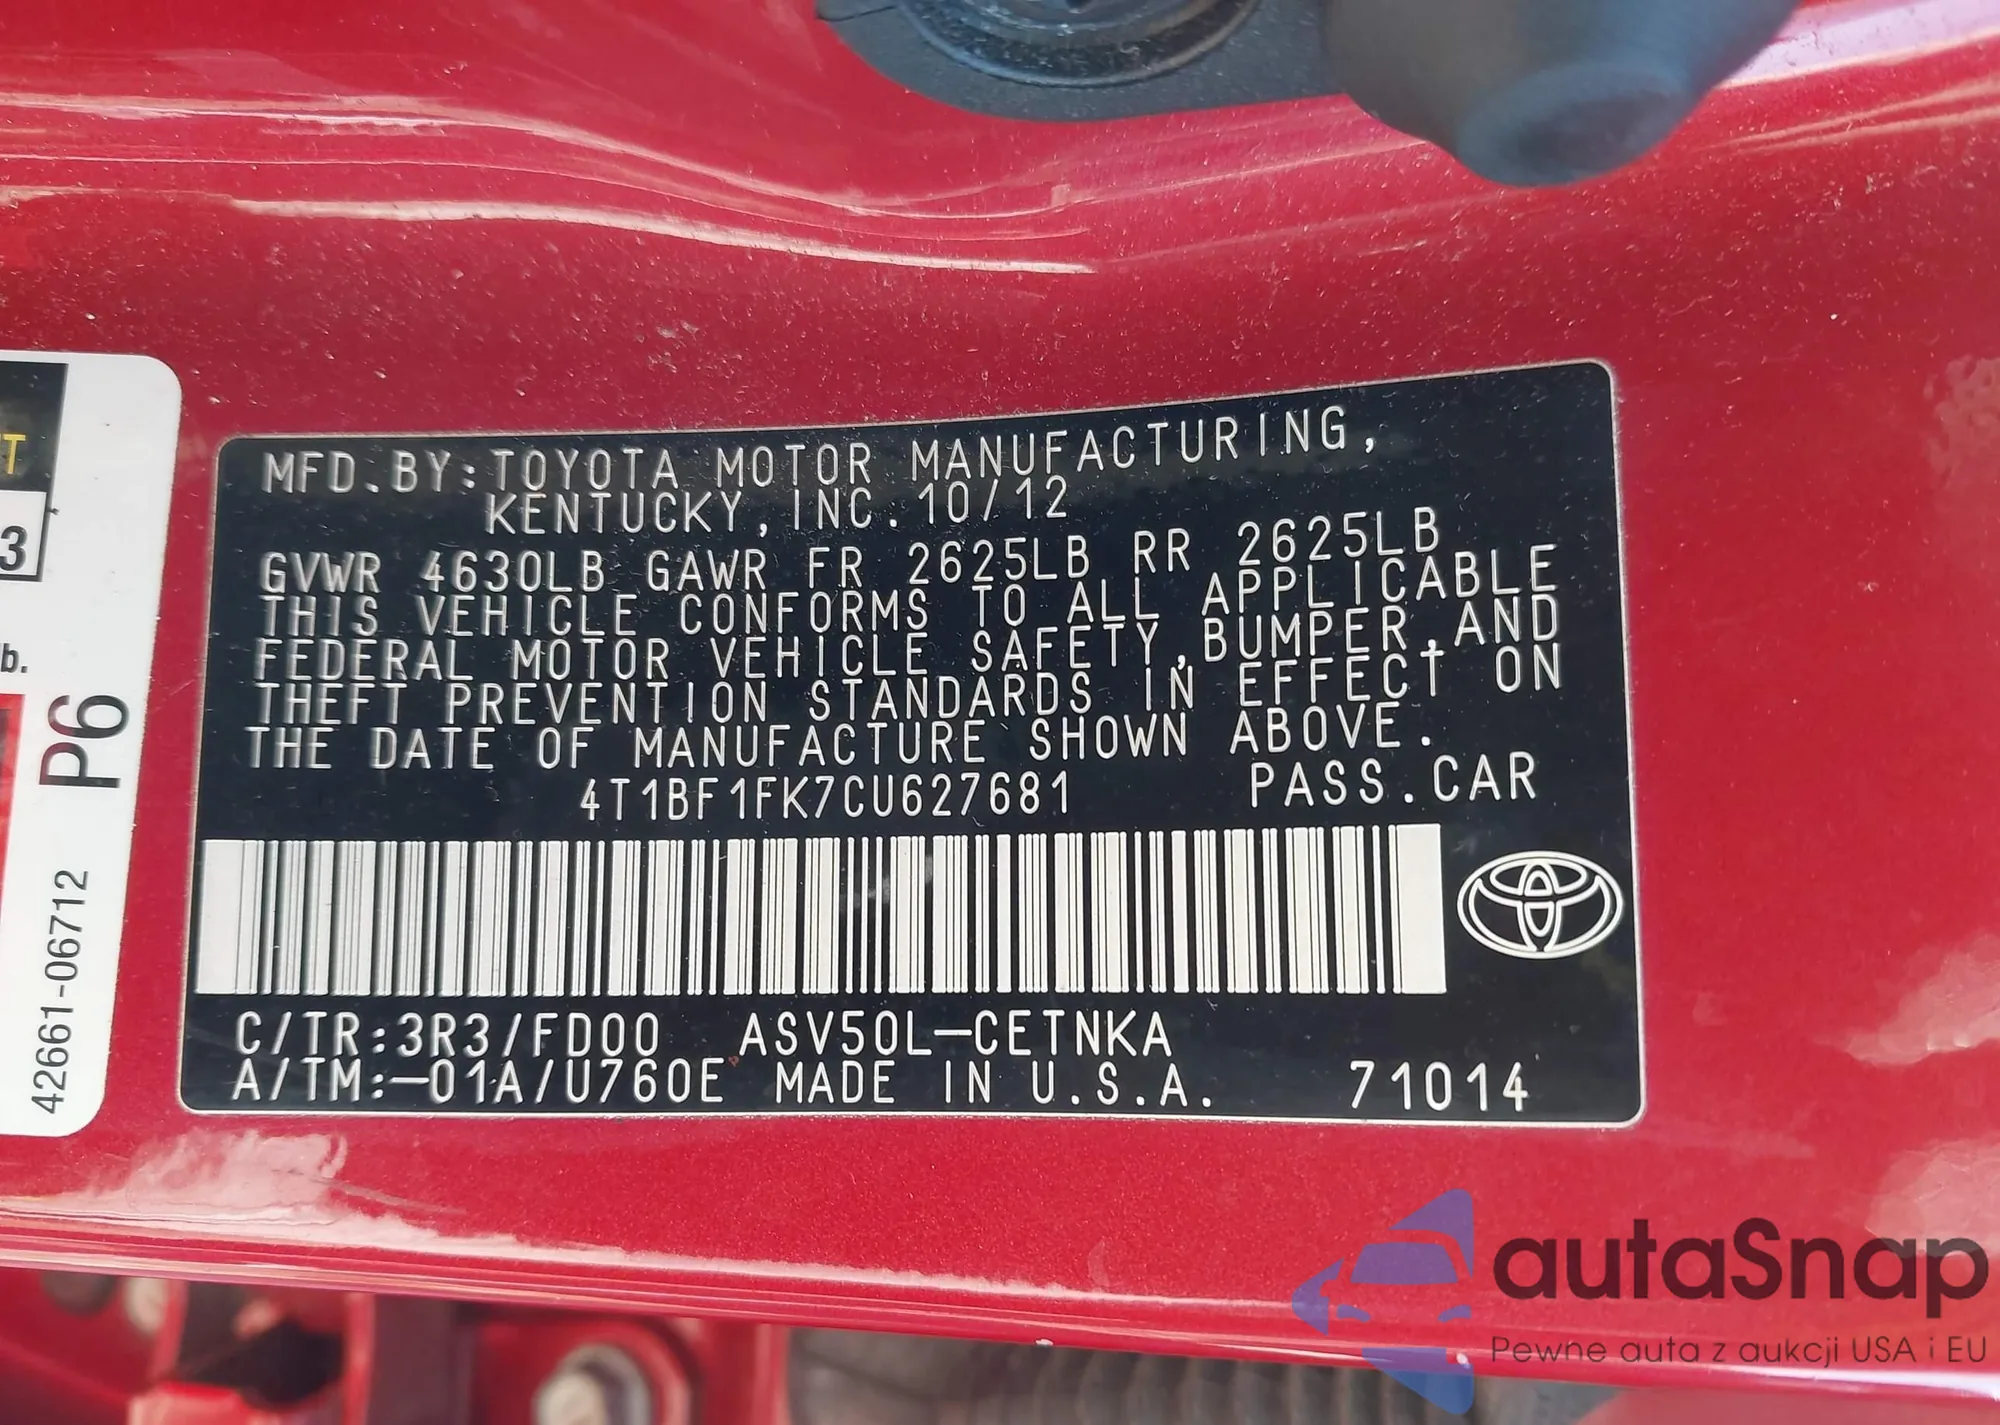 MFD.BY:TOYOTA MOTOR MANUFACTURING,
KENTUCKY, INC. 10/12
GVWR 4630LB GAWR FR 2625LB RR 2625LB
THIS VEHICLE CONFORMS TO ALL APPLICABLE
FEDERAL MOTOR VEHICLE SAFETY,BUMPER,AND
THEFT PREVENTION STANDARDS IN EFFECT ON
THE DATE OF MANUFACTURE SHOWN ABOVE.
4T1BF1FK7CU627681 PASS.CAR
C/TR:3R3/FD00 ASV50L-CETNKA
A/TM:-01A/U760E MADE IN U.S.A. 71014
T
3
b.
P6
42661-06712
autaSnap
Pewne auta z aukcji USA i EU